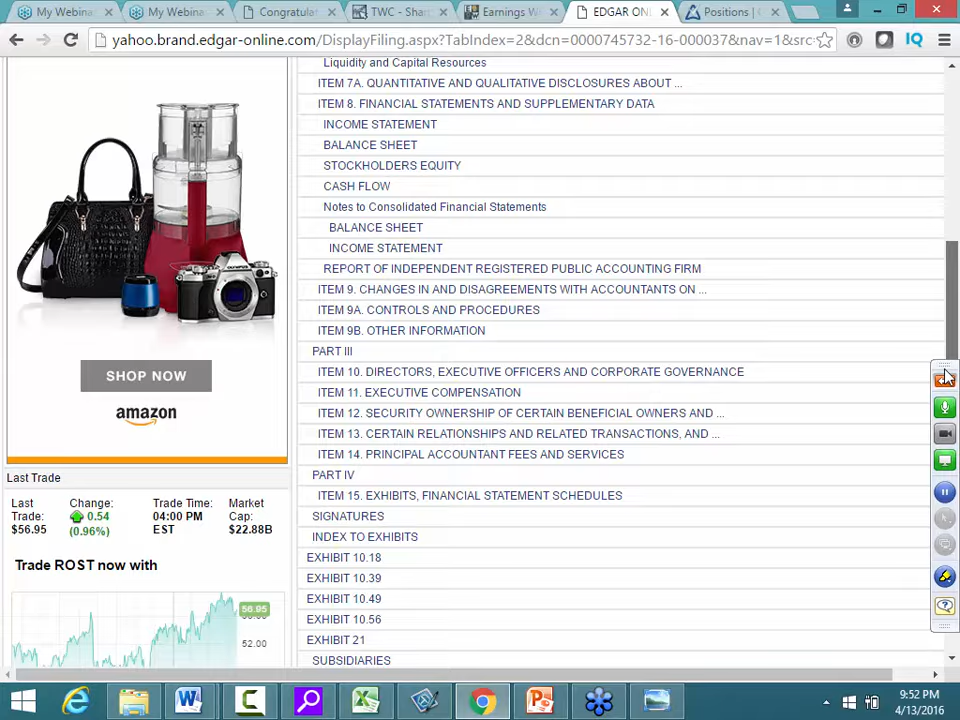 My Webina
My Webina
Congratula
TWC - Shar
Earnings W
EDGAR ONL
Positions | C
yahoo.brand.edgar-online.com/DisplayFiling.aspx?TabIndex=2&dcn=0000745732-16-000037&nav=1&src=
IQ
Liquidity and Capital Resources
ITEM 7A. QUANTITATIVE AND QUALITATIVE DISCLOSURES ABOUT ...
ITEM 8. FINANCIAL STATEMENTS AND SUPPLEMENTARY DATA
INCOME STATEMENT
BALANCE SHEET
STOCKHOLDERS EQUITY
CASH FLOW
Notes to Consolidated Financial Statements
BALANCE SHEET
INCOME STATEMENT
REPORT OF INDEPENDENT REGISTERED PUBLIC ACCOUNTING FIRM
ITEM 9. CHANGES IN AND DISAGREEMENTS WITH ACCOUNTANTS ON ...
ITEM 9A. CONTROLS AND PROCEDURES
ITEM 9B. OTHER INFORMATION
PART III
ITEM 10. DIRECTORS, EXECUTIVE OFFICERS AND CORPORATE GOVERNANCE
ITEM 11. EXECUTIVE COMPENSATION
ITEM 12. SECURITY OWNERSHIP OF CERTAIN BENEFICIAL OWNERS AND ...
ITEM 13. CERTAIN RELATIONSHIPS AND RELATED TRANSACTIONS, AND ...
ITEM 14. PRINCIPAL ACCOUNTANT FEES AND SERVICES
PART IV
ITEM 15. EXHIBITS, FINANCIAL STATEMENT SCHEDULES
SIGNATURES
INDEX TO EXHIBITS
EXHIBIT 10.18
EXHIBIT 10.39
EXHIBIT 10.49
EXHIBIT 10.56
EXHIBIT 21
SUBSIDIARIES
OLYMPUS
SHOP NOW
amazon
Last Trade
Last Trade: $56.95
Change: 0.54 (0.96%)
Trade Time: 04:00 PM EST
Market Cap: $22.88B
Trade ROST now with
56.95
52.00
9:52 PM
4/13/2016